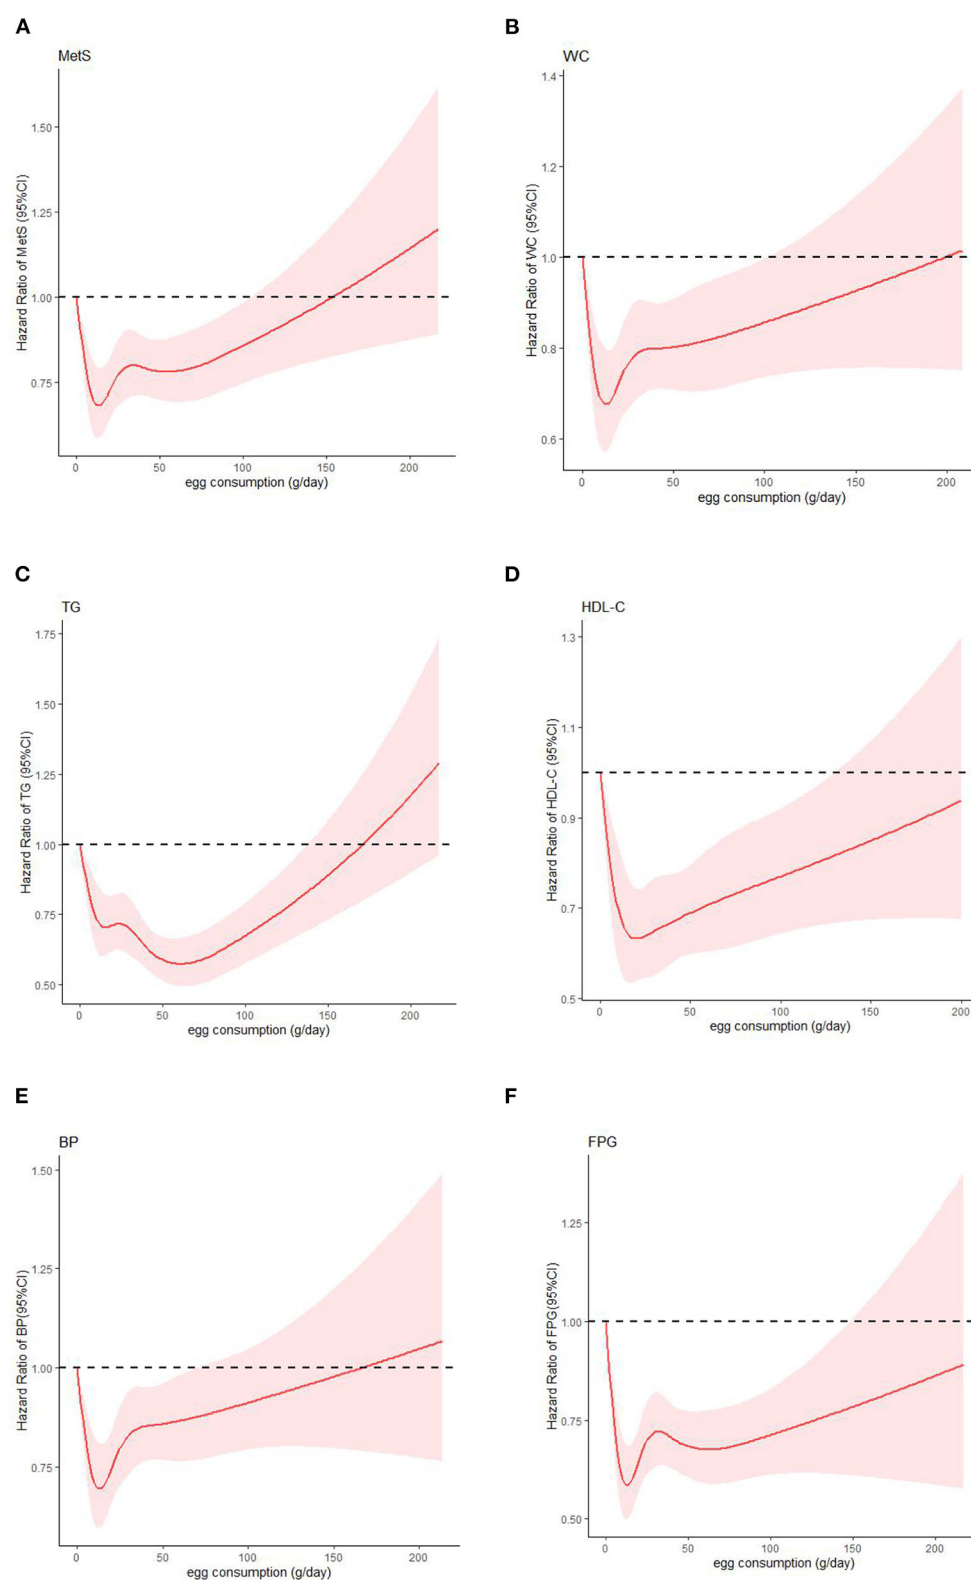 A
MetS
Hazard Ratio of MetS (95%CI)
1.50
1.25
1.00
0.75
0 50 100 150 200
egg consumption (g/day)
B
WC
Hazard Ratio of WC (95%CI)
1.4
1.2
1.0
0.8
0.6
0 50 100 150 200
egg consumption (g/day)
C
TG
Hazard Ratio of TG (95%CI)
1.75
1.50
1.25
1.00
0.75
0.50
0 50 100 150 200
egg consumption (g/day)
D
HDL-C
Hazard Ratio of HDL-C (95%CI)
1.3
1.1
0.9
0.7
0.5
0 50 100 150 200
egg consumption (g/day)
E
BP
Hazard Ratio of BP(95%CI)
1.50
1.25
1.00
0.75
0 50 100 150 200
egg consumption (g/day)
F
FPG
Hazard Ratio of FPG(95%CI)
1.25
1.00
0.75
0.50
0 50 100 150 200
egg consumption (g/day)